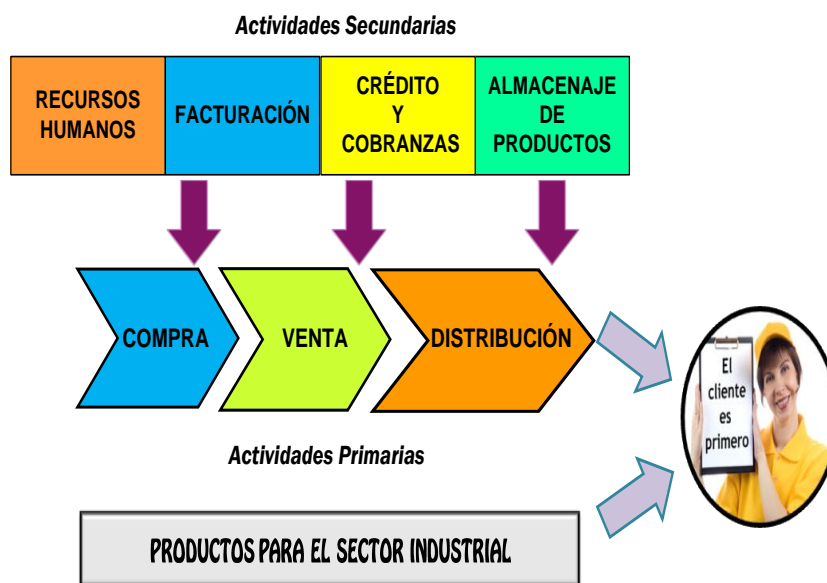 Actividades Secundarias
RECURSOS
HUMANOS
FACTURACIÓN
CRÉDITO
Y
COBRANZAS
ALMACENAJE
DE
PRODUCTOS
COMPRA
VENTA
DISTRIBUCIÓN
El
cliente
es
primero
Actividades Primarias
PRODUCTOS PARA EL SECTOR INDUSTRIAL